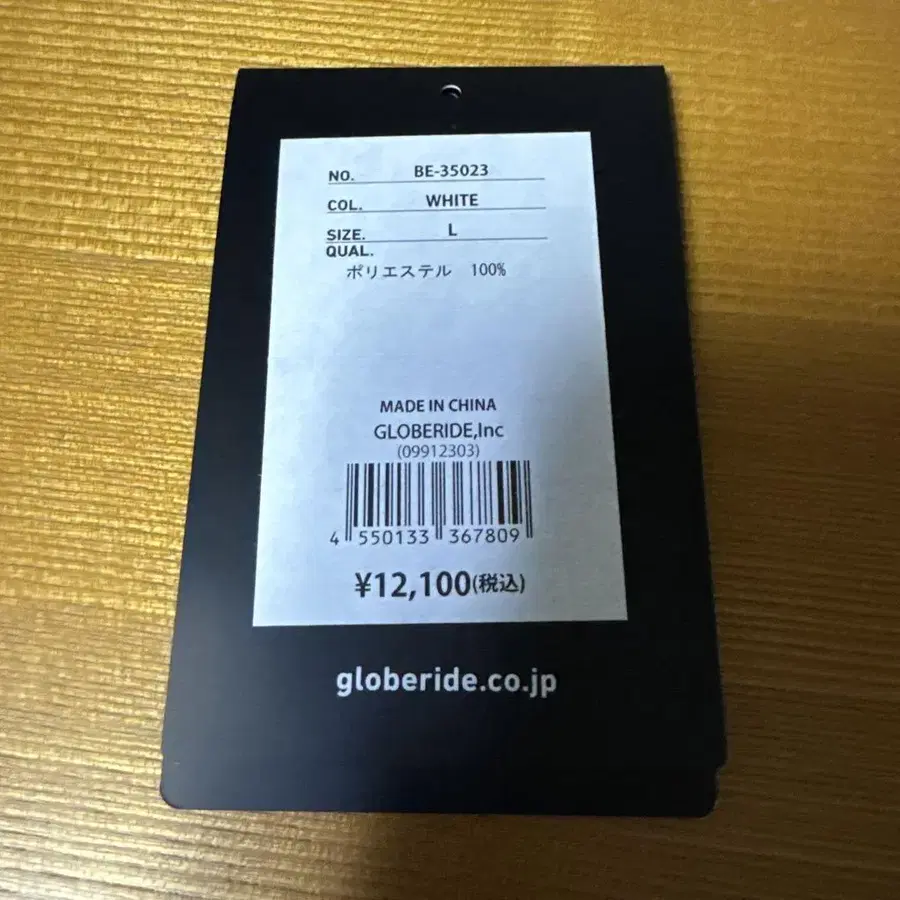 NO. BE-35023
COL. WHITE
SIZE. L
QUAL.
ポリエステル 100%
MADE IN CHINA
GLOBERIDE,Inc
(09912303)
4 550133 367809
¥12,100(税込)
globeride.co.jp